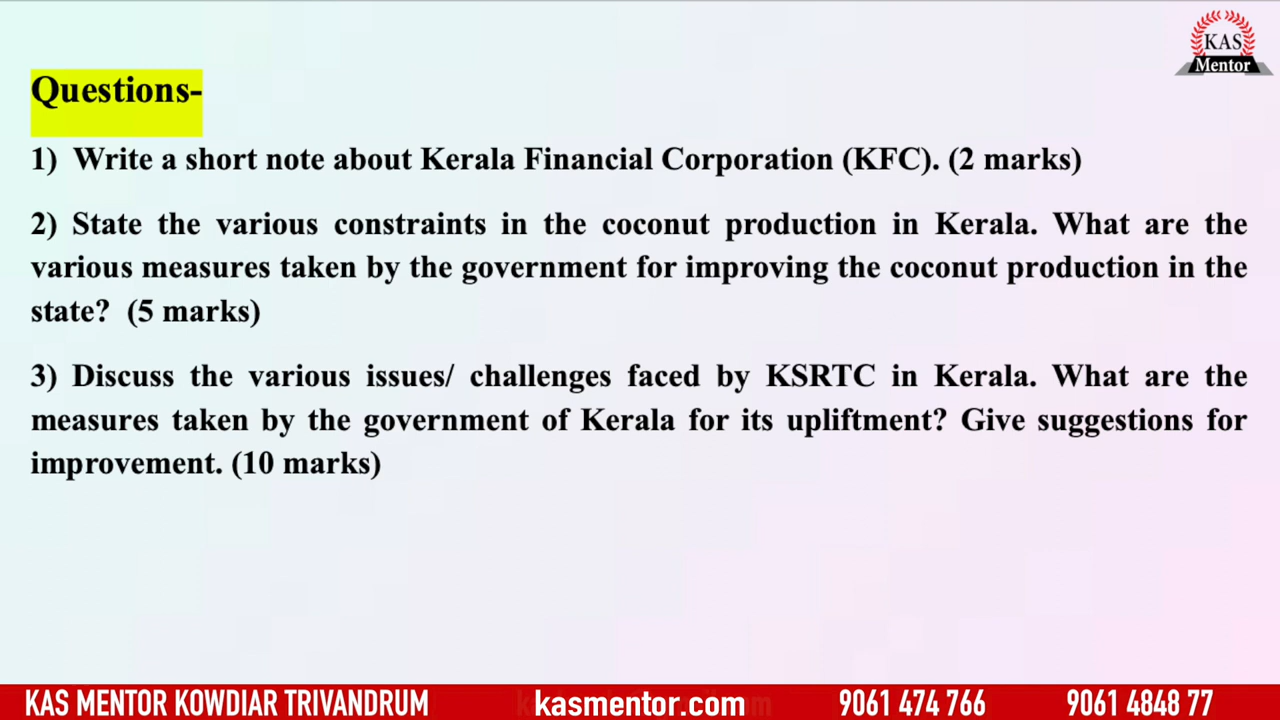 KAS
Mentor
Questions-
1) Write a short note about Kerala Financial Corporation (KFC). (2 marks)
2) State the various constraints in the coconut production in Kerala. What are the
various measures taken by the government for improving the coconut production in the
state? (5 marks)
3) Discuss the various issues/ challenges faced by KSRTC in Kerala. What are the
measures taken by the government of Kerala for its upliftment? Give suggestions for
improvement. (10 marks)
KAS MENTOR KOWDIAR TRIVANDRUM kasmentor.com 9061 474 766 9061 4848 77